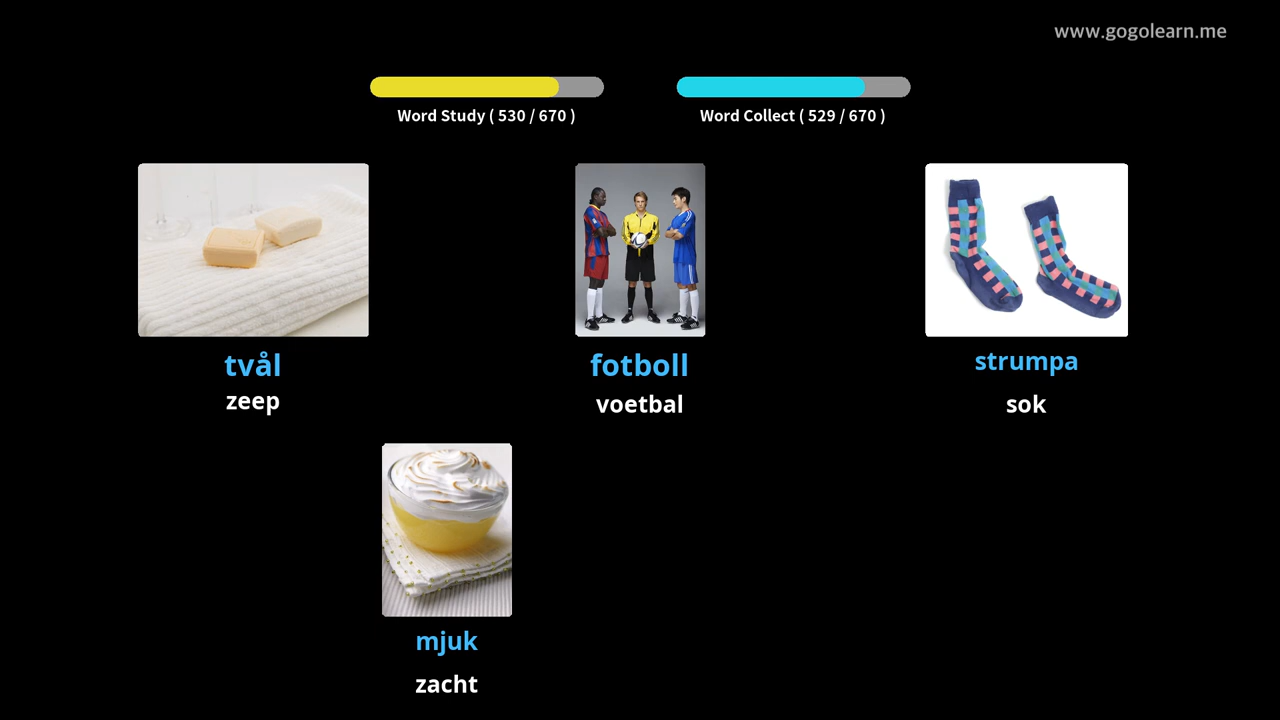 www.gogolearn.me
Word Study ( 530 / 670 )
Word Collect ( 529 / 670 )
tvål
zeep
fotboll
voetbal
strumpa
sok
mjuk
zacht